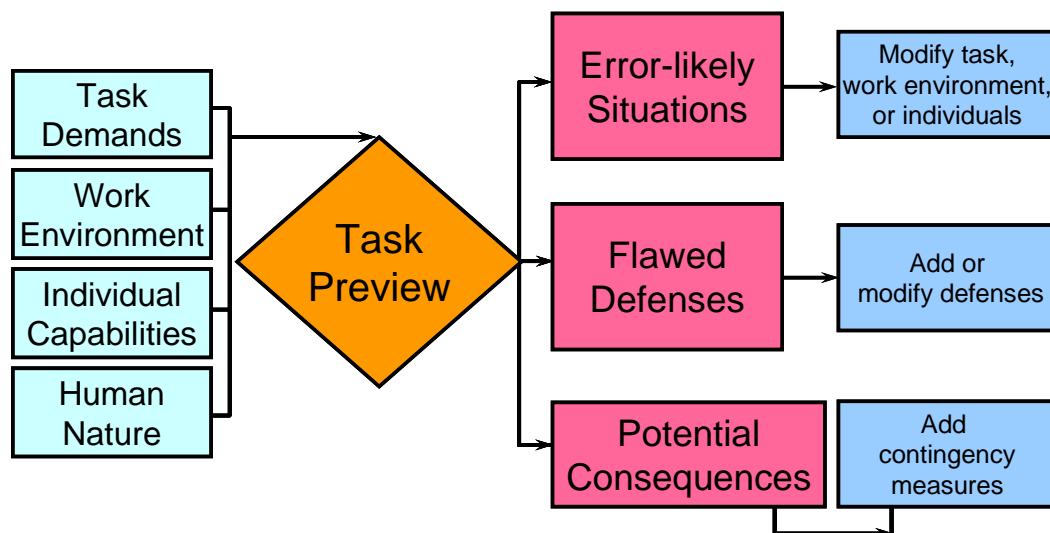 Task
Demands
Work
Environment
Individual
Capabilities
Human
Nature
Task
Preview
Error-likely
Situations
Modify task,
work environment,
or individuals
Flawed
Defenses
Add or
modify defenses
Potential
Consequences
Add
contingency
measures